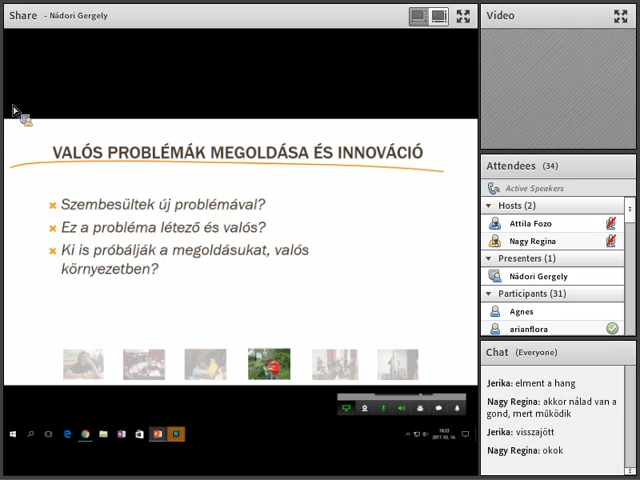 Share - Nádori Gergely
VALÓS PROBLÉMÁK MEGOLDÁSA ÉS INNOVÁCIÓ
Szembesültek új problémával?
Ez a probléma létező és valós?
Ki is próbálják a megoldásukat, valós
környezetben?
Video
Attendees (34)
Active Speakers
Hosts (2)
Attila Fozo
Nagy Regina
Presenters (1)
Nádori Gergely
Participants (31)
Agnes
arianflora
Chat (Everyone)
Jerika: elment a hang
Nagy Regina: akkor nálad van a
gond, mert működik
Jerika: visszajött
Nagy Regina: okok